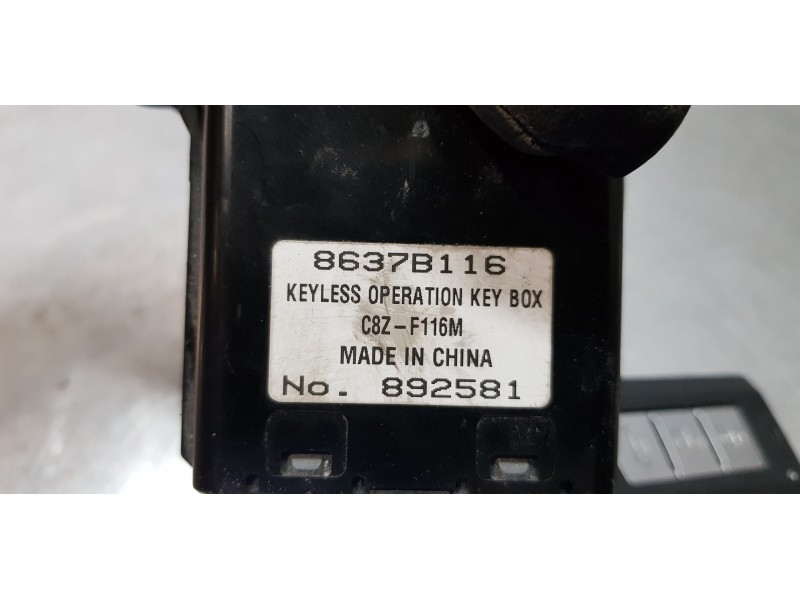 8637B116
KEYLESS OPERATION KEY BOX
C8Z-F116M
MADE IN CHINA
No. 892581